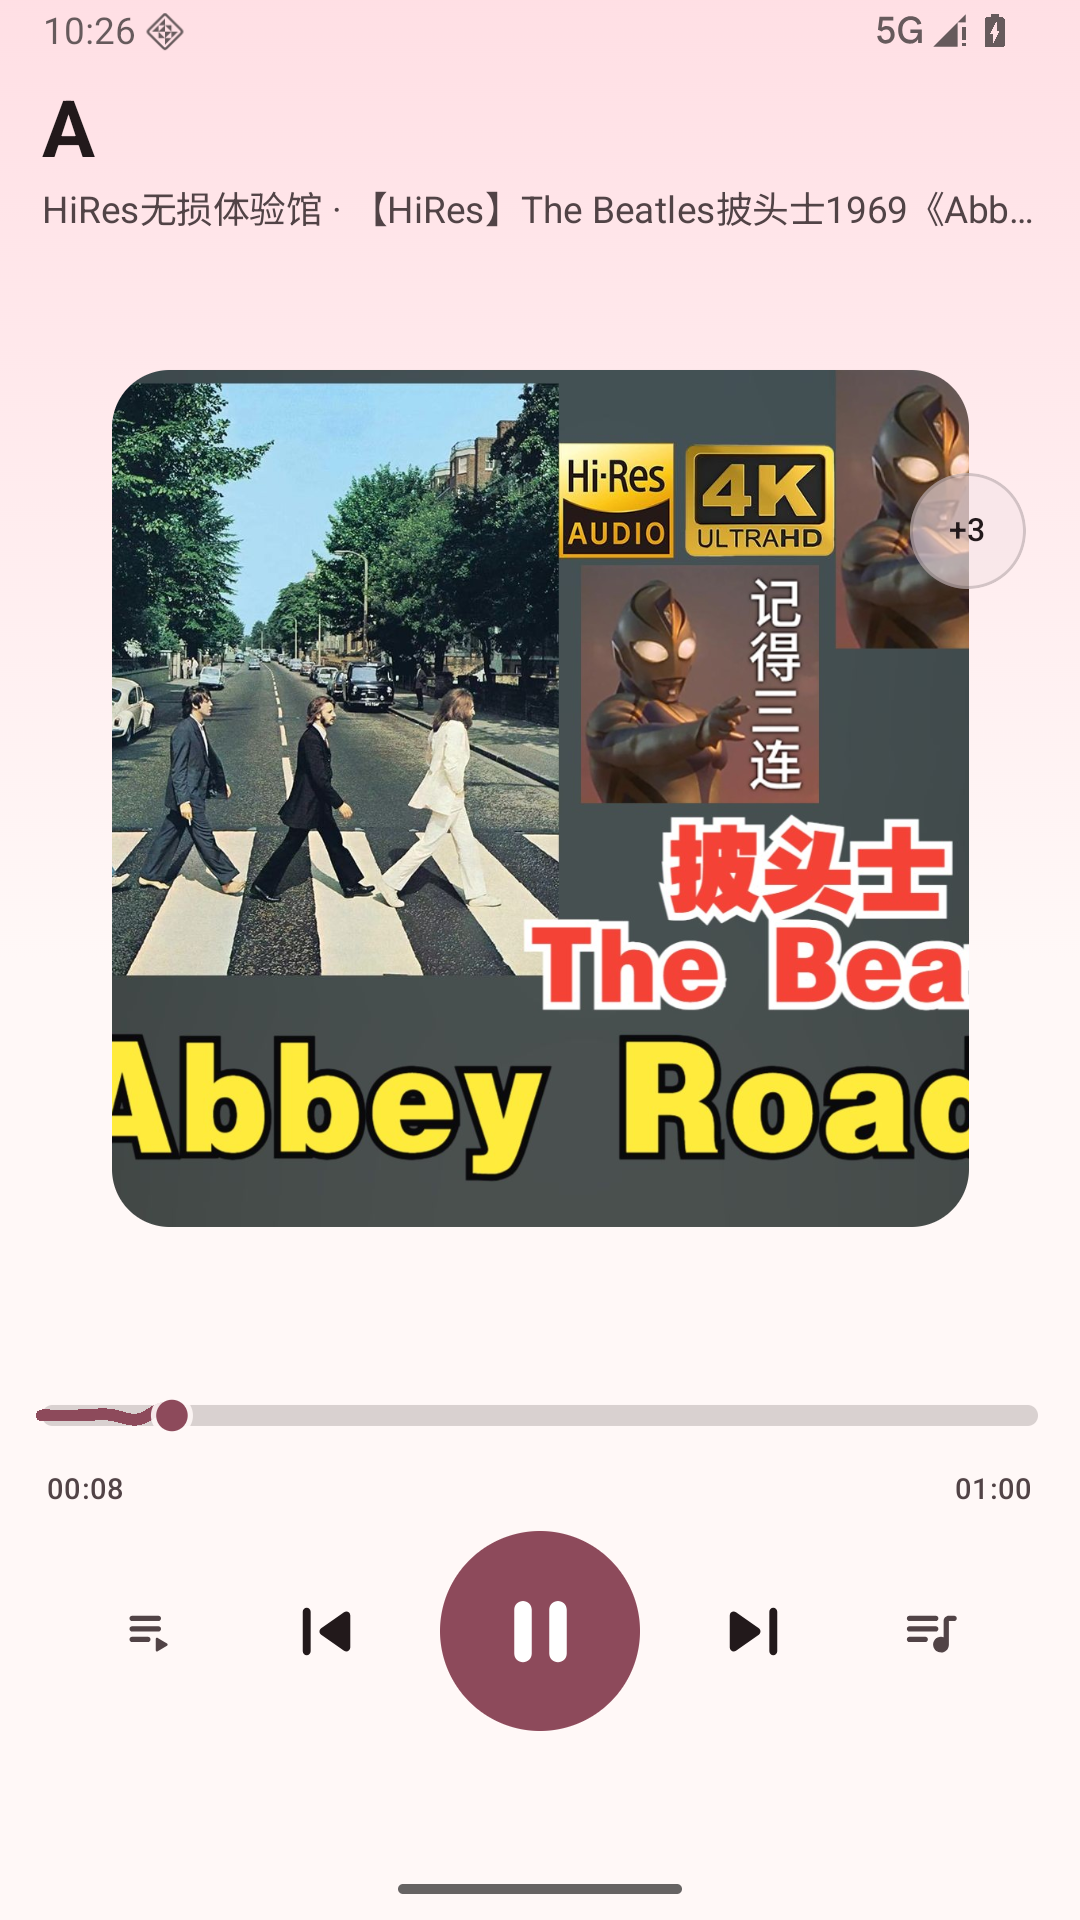 10:26
5G
A
HiRes无损体验馆 · 【HiRes】The Beatles披头士1969《Abb...
Hi-Res
AUDIO
4K
ULTRAHD
+3
记得三连
披头士
The Bea
Abbey Road
00:08
01:00